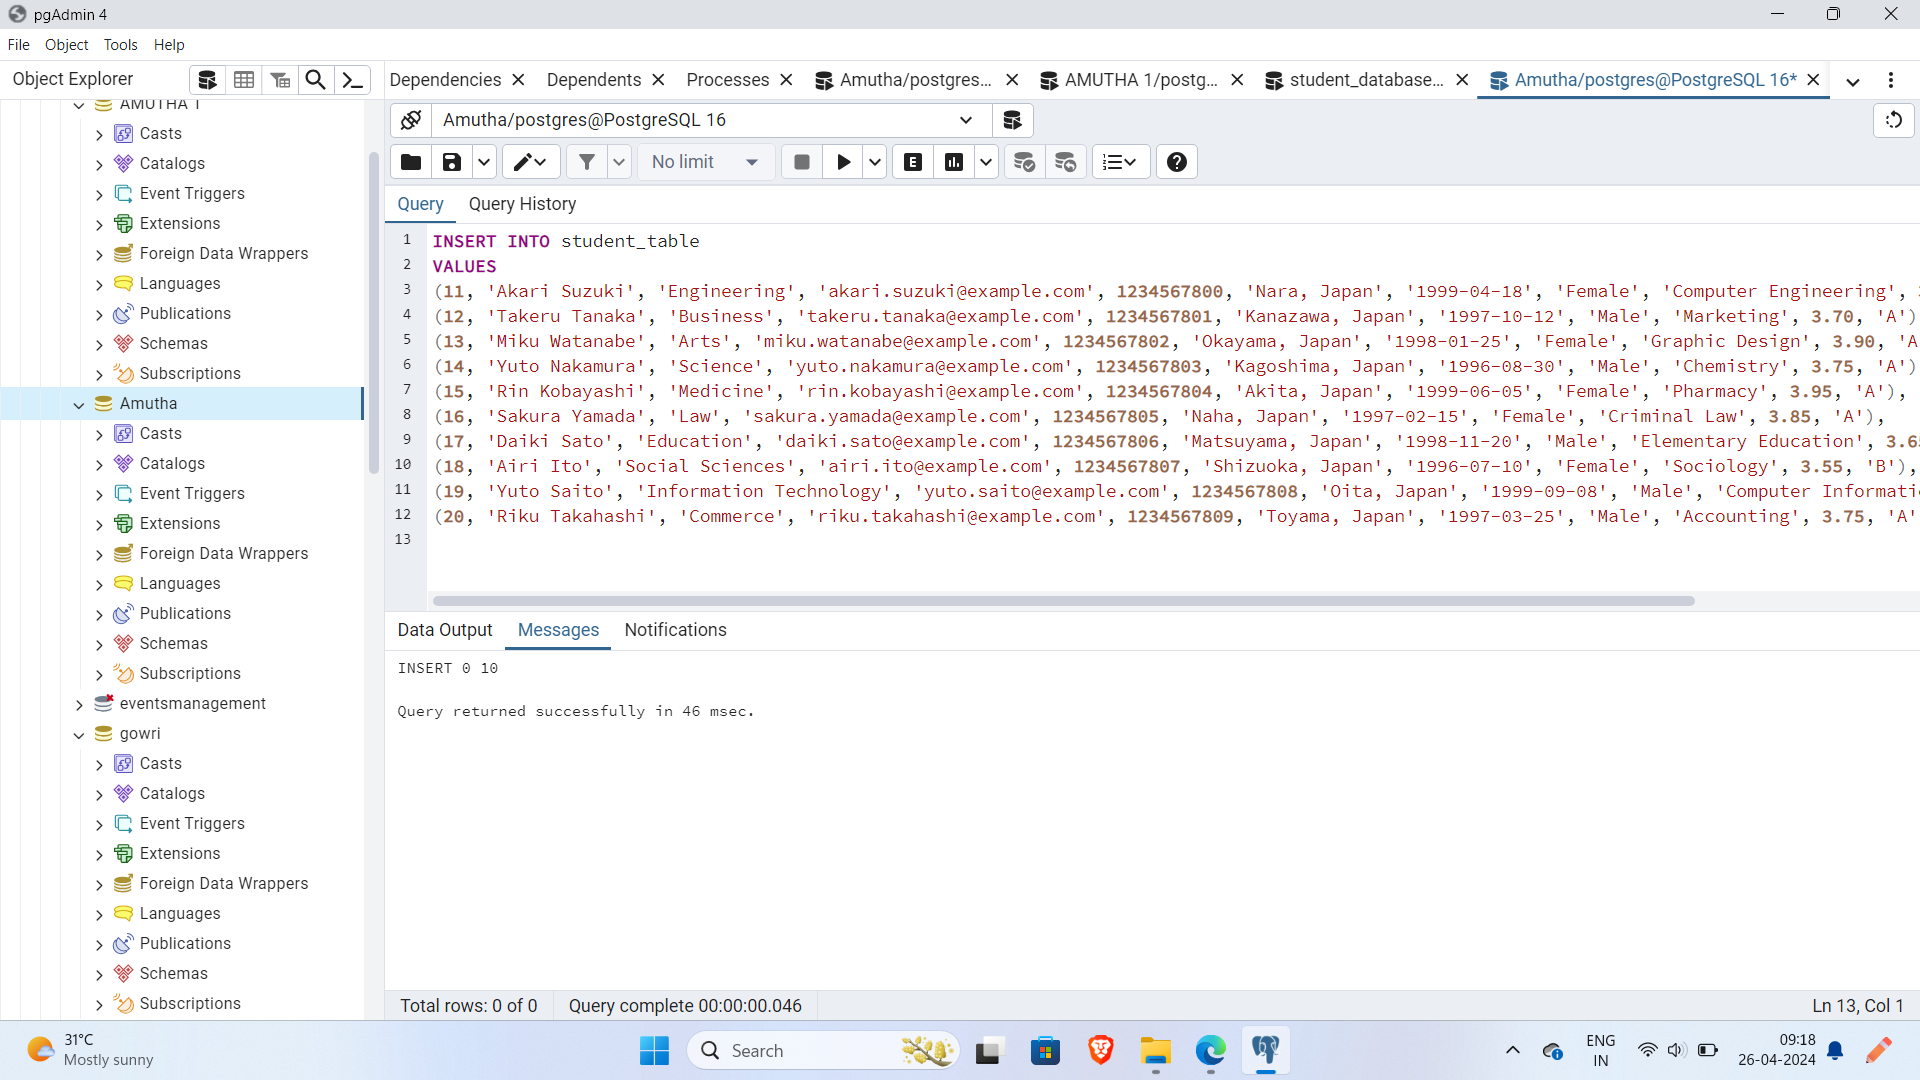 pgAdmin 4
File Object Tools Help
Object Explorer
Dependencies Dependents Processes Amutha/postgres... AMUTHA 1/postg... student_database... Amutha/postgres@PostgreSQL 16*
AMUTHA 1
Casts
Catalogs
Event Triggers
Extensions
Foreign Data Wrappers
Languages
Publications
Schemas
Subscriptions
Amutha
Casts
Catalogs
Event Triggers
Extensions
Foreign Data Wrappers
Languages
Publications
Schemas
Subscriptions
eventsmanagement
gowri
Casts
Catalogs
Event Triggers
Extensions
Foreign Data Wrappers
Languages
Publications
Schemas
Subscriptions
Amutha/postgres@PostgreSQL 16
No limit
E
Query Query History
1 INSERT INTO student_table
2 VALUES
3 (11, 'Akari Suzuki', 'Engineering', 'akari.suzuki@example.com', 1234567800, 'Nara, Japan', '1999-04-18', 'Female', 'Computer Engineering',
4 (12, 'Takeru Tanaka', 'Business', 'takeru.tanaka@example.com', 1234567801, 'Kanazawa, Japan', '1997-10-12', 'Male', 'Marketing', 3.70, 'A')
5 (13, 'Miku Watanabe', 'Arts', 'miku.watanabe@example.com', 1234567802, 'Okayama, Japan', '1998-01-25', 'Female', 'Graphic Design', 3.90, 'A
6 (14, 'Yuto Nakamura', 'Science', 'yuto.nakamura@example.com', 1234567803, 'Kagoshima, Japan', '1996-08-30', 'Male', 'Chemistry', 3.75, 'A')
7 (15, 'Rin Kobayashi', 'Medicine', 'rin.kobayashi@example.com', 1234567804, 'Akita, Japan', '1999-06-05', 'Female', 'Pharmacy', 3.95, 'A'),
8 (16, 'Sakura Yamada', 'Law', 'sakura.yamada@example.com', 1234567805, 'Naha, Japan', '1997-02-15', 'Female', 'Criminal Law', 3.85, 'A'),
9 (17, 'Daiki Sato', 'Education', 'daiki.sato@example.com', 1234567806, 'Matsuyama, Japan', '1998-11-20', 'Male', 'Elementary Education', 3.65
10 (18, 'Airi Ito', 'Social Sciences', 'airi.ito@example.com', 1234567807, 'Shizuoka, Japan', '1996-07-10', 'Female', 'Sociology', 3.55, 'B'),
11 (19, 'Yuto Saito', 'Information Technology', 'yuto.saito@example.com', 1234567808, 'Oita, Japan', '1999-09-08', 'Male', 'Computer Informati
12 (20, 'Riku Takahashi', 'Commerce', 'riku.takahashi@example.com', 1234567809, 'Toyama, Japan', '1997-03-25', 'Male', 'Accounting', 3.75, 'A'
13
Data Output Messages Notifications
INSERT 0 10
Query returned successfully in 46 msec.
Total rows: 0 of 0 Query complete 00:00:00.046 Ln 13, Col 1
31°C
Mostly sunny
Search
ENG
IN
09:18
26-04-2024